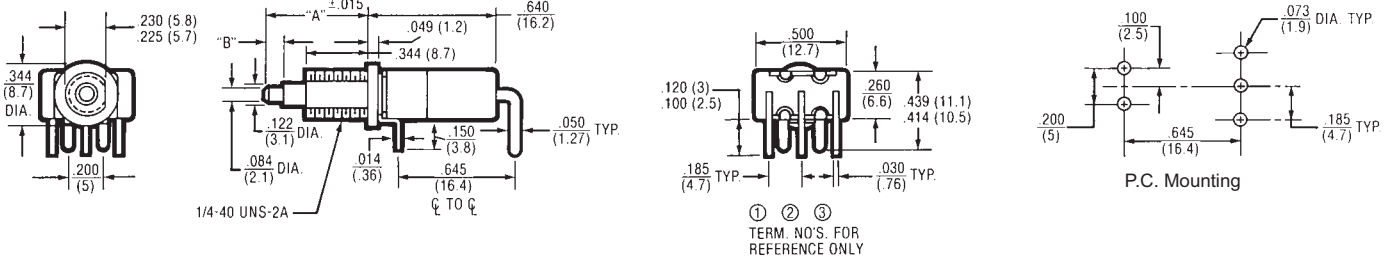 .230 (5.8)
.225 (5.7)
.344
(8.7)
DIA.
.200
(5)
"A"
±.015
.640
(16.2)
"B"
.049 (1.2)
.344 (8.7)
.122 DIA.
(3.1)
.084 DIA.
(2.1)
1/4-40 UNS-2A
.014
(.36)
.150
(3.8)
.050 TYP.
(1.27)
.645
(16.4)
℄ TO ℄
.500
(12.7)
.120 (3)
.100 (2.5)
.260
(6.6)
.439 (11.1)
.414 (10.5)
.185 TYP.
(4.7)
.030 TYP.
(.76)
① ② ③
TERM. NO'S. FOR
REFERENCE ONLY
.100
(2.5)
.073 DIA. TYP.
(1.9)
.200
(5)
.645
(16.4)
.185 TYP.
(4.7)
P.C. Mounting